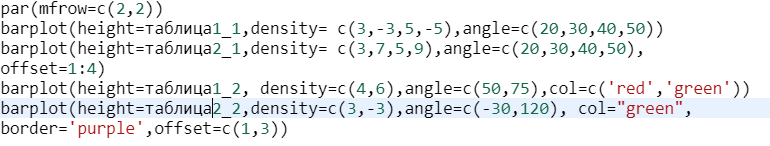 par(mfrow=c(2,2))
barplot(height=таблица1_1,density= c(3,-3,5,-5),angle=c(20,30,40,50))
barplot(height=таблица2_1,density= c(3,7,5,9),angle=c(20,30,40,50),
offset=1:4)
barplot(height=таблица1_2, density=c(4,6),angle=c(50,75),col=c('red','green'))
barplot(height=таблица2_2,density=c(3,-3),angle=c(-30,120), col="green",
border='purple',offset=c(1,3))